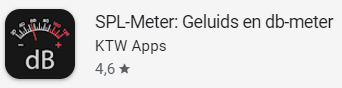 SPL-Meter: Geluids en db-meter
KTW Apps
4,6 ★
dB
- +